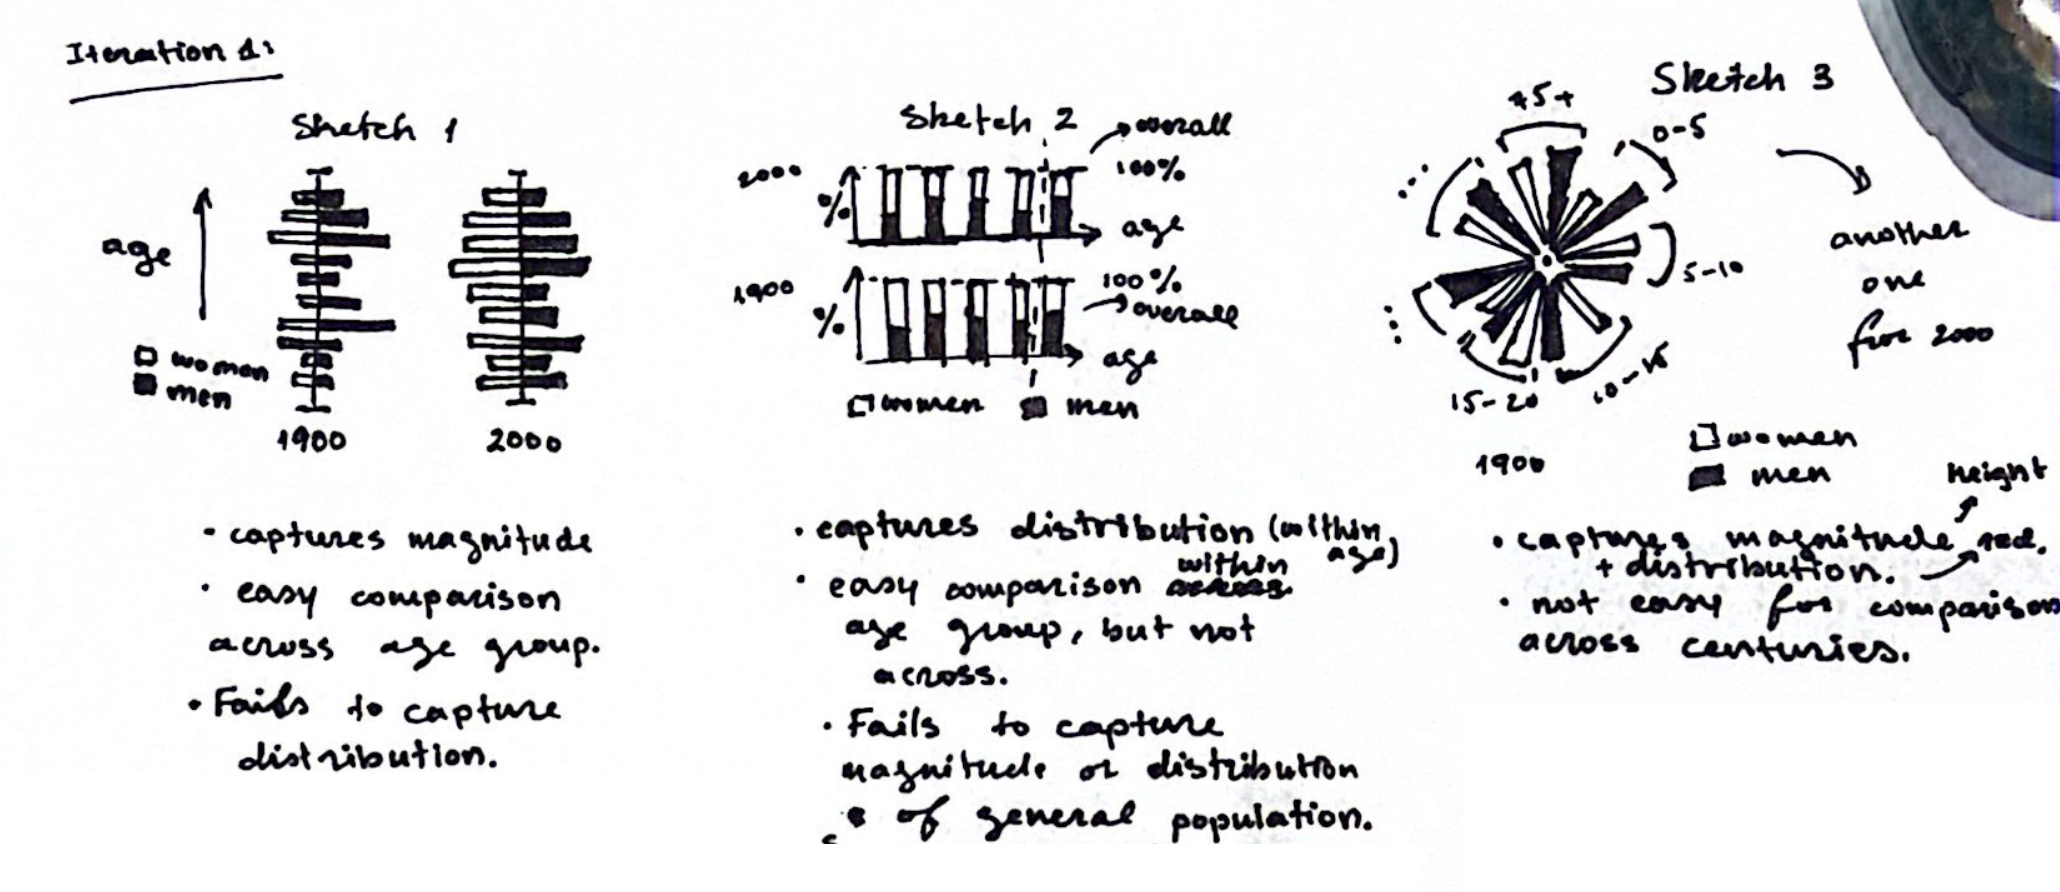 Iteration 1:
Sketch 1
age
women
men
1900
2000
• captures magnitude
• easy comparison
across age group.
• Fails to capture
distribution.
Sketch 2
overall
2000
%
100%
age
1900
%
100%
overall
age
women
men
• captures distribution (within
age)
• easy comparison within
age group, but not
across.
• Fails to capture
magnitude or distribution
of general population.
Sketch 3
75+
0-5
5-10
10-15
15-20
...
...
another
one
for 2000
1900
women
men
height
• captures magnitude rad.
+ distribution.
• not easy for comparison
across centuries.